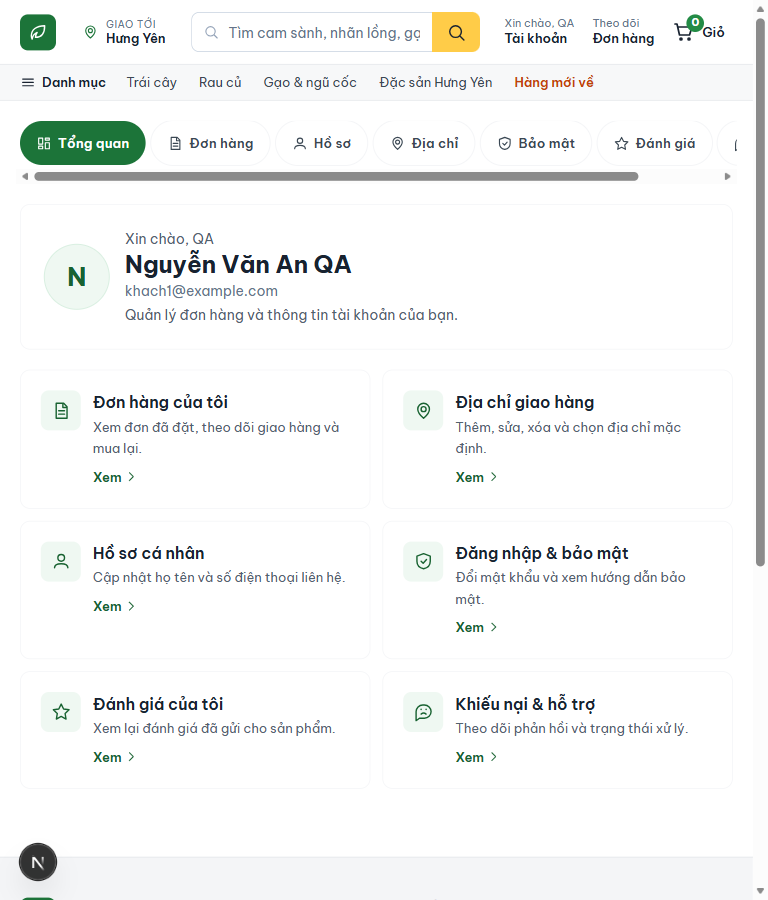 GIAO TỚI
Hưng Yên
Tìm cam sành, nhãn lồng, gạ
Xin chào, QA
Tài khoản
Theo dõi
Đơn hàng
0
Giỏ
Danh mục
Trái cây
Rau củ
Gạo & ngũ cốc
Đặc sản Hưng Yên
Hàng mới về
Tổng quan
Đơn hàng
Hồ sơ
Địa chỉ
Bảo mật
Đánh giá
N
Xin chào, QA
Nguyễn Văn An QA
khach1@example.com
Quản lý đơn hàng và thông tin tài khoản của bạn.
Đơn hàng của tôi
Xem đơn đã đặt, theo dõi giao hàng và
mua lại.
Xem
Địa chỉ giao hàng
Thêm, sửa, xóa và chọn địa chỉ mặc
định.
Xem
Hồ sơ cá nhân
Cập nhật họ tên và số điện thoại liên hệ.
Xem
Đăng nhập & bảo mật
Đổi mật khẩu và xem hướng dẫn bảo
mật.
Xem
Đánh giá của tôi
Xem lại đánh giá đã gửi cho sản phẩm.
Xem
Khiếu nại & hỗ trợ
Theo dõi phản hồi và trạng thái xử lý.
Xem
N